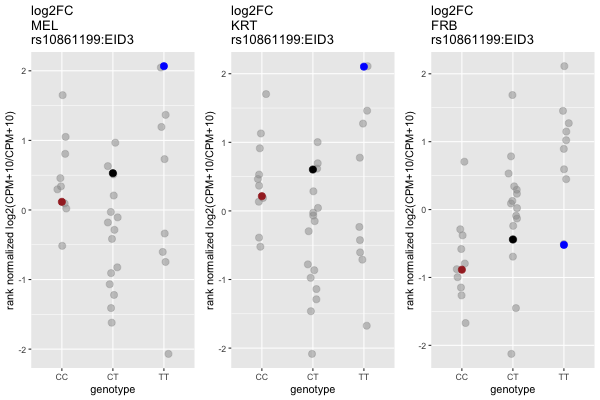 log2FC
MEL
rs10861199:EID3
rank normalized log2(CPM+10/CPM+10)
2
1
0
-1
-2
CC
CT
TT
genotype
log2FC
KRT
rs10861199:EID3
rank normalized log2(CPM+10/CPM+10)
2
1
0
-1
-2
CC
CT
TT
genotype
log2FC
FRB
rs10861199:EID3
rank normalized log2(CPM+10/CPM+10)
2
1
0
-1
-2
CC
CT
TT
genotype